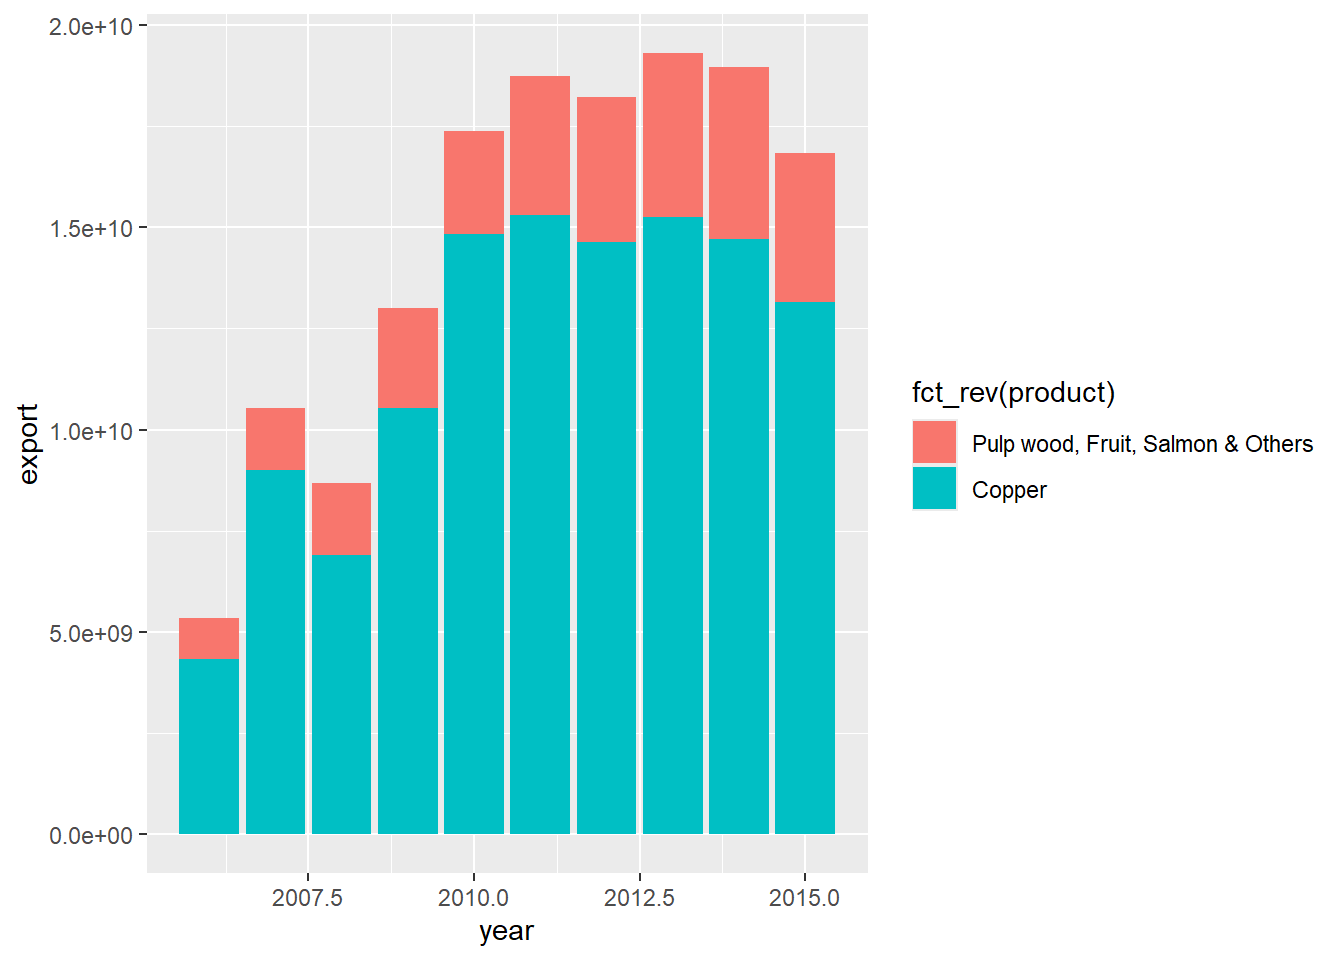 2.0e+10
1.5e+10
1.0e+10
5.0e+09
0.0e+00
export
2007.5
2010.0
2012.5
2015.0
year
fct_rev(product)
Pulp wood, Fruit, Salmon & Others
Copper